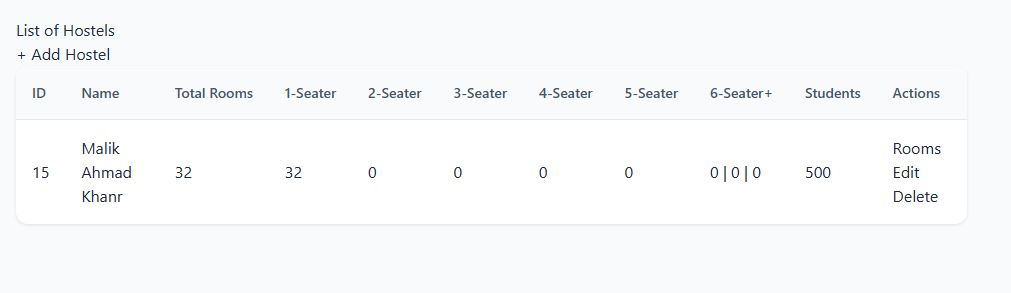 List of Hostels
+ Add Hostel
ID Name Total Rooms 1-Seater 2-Seater 3-Seater 4-Seater 5-Seater 6-Seater+ Students Actions
Malik Rooms
15 Ahmad 32 32 0 0 0 0 0 | 0 | 0 500 Edit
Khanr Delete